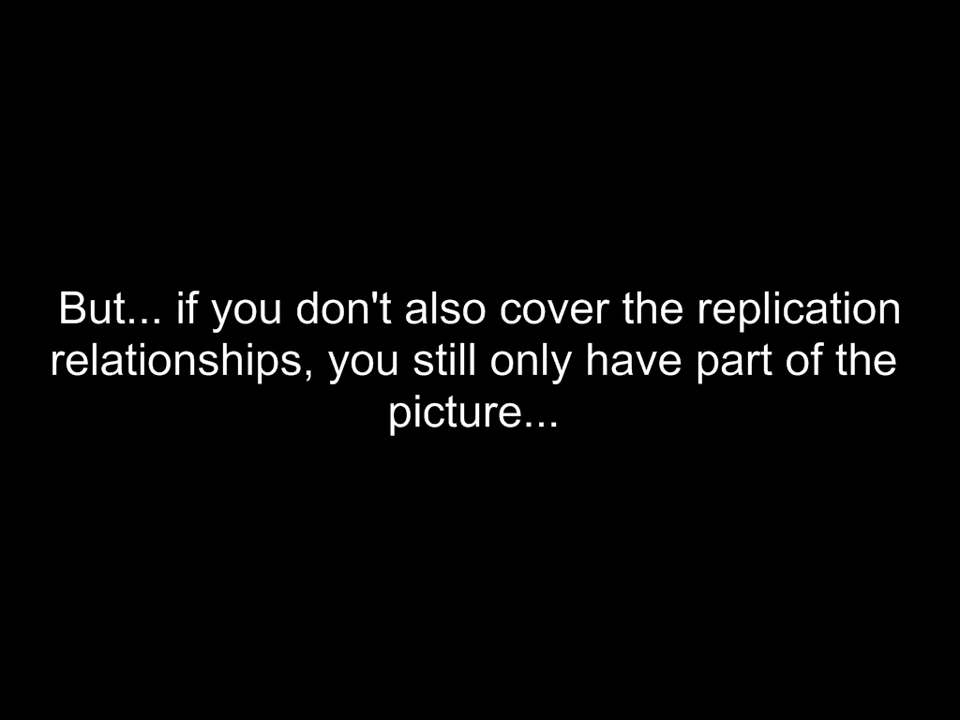 But... if you don't also cover the replication
relationships, you still only have part of the
picture...